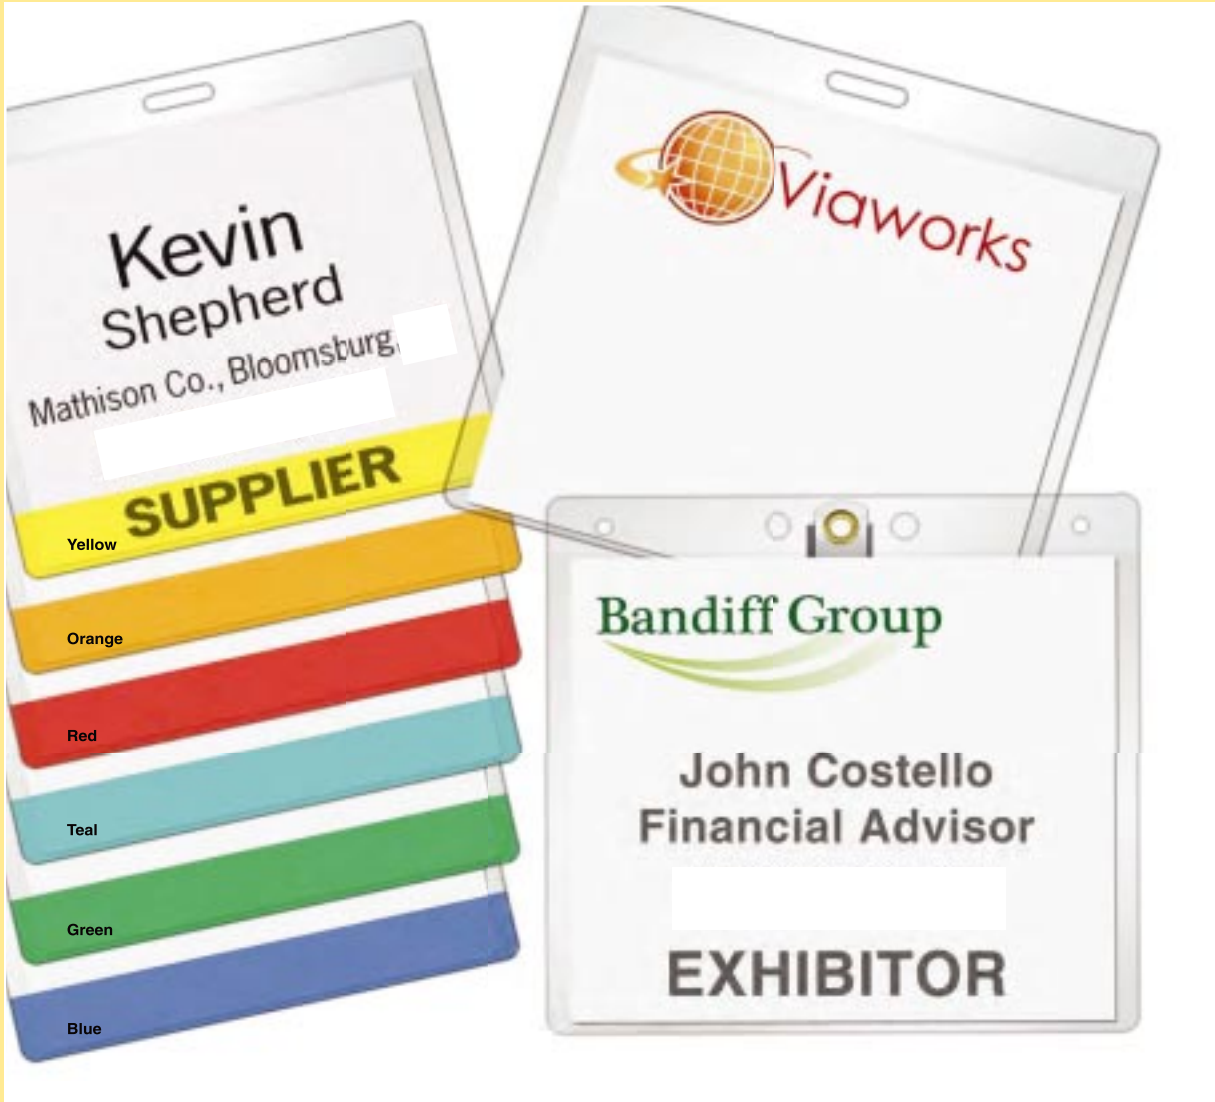 Kevin
Shepherd
Mathison Co., Bloomsburg,
SUPPLIER
Yellow
Orange
Red
Teal
Green
Blue
Viaworks
Bandiff Group
John Costello
Financial Advisor
EXHIBITOR